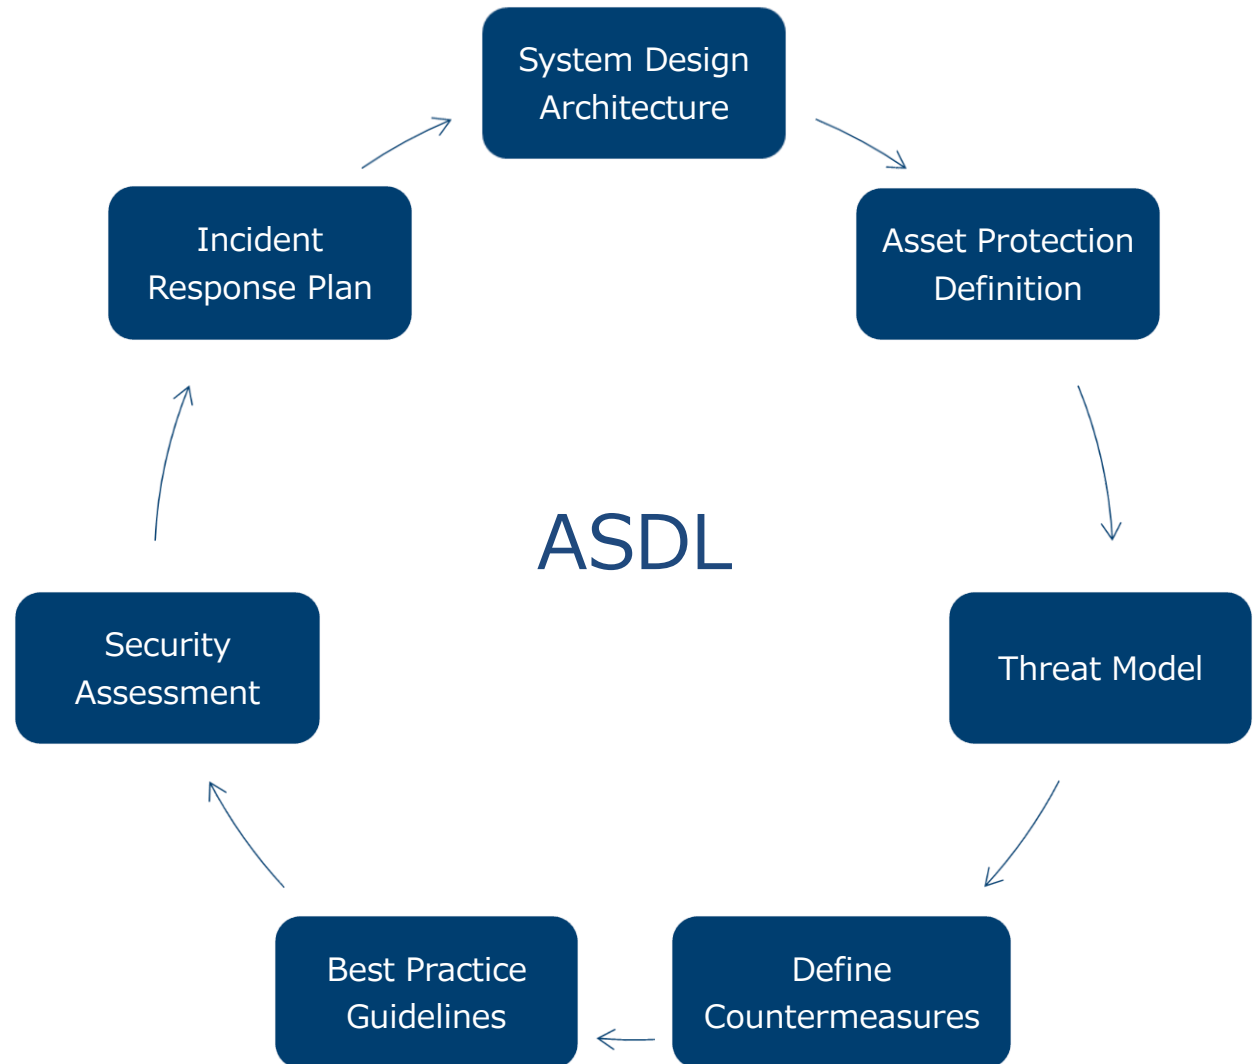 System Design
Architecture
Asset Protection
Definition
Threat Model
Define
Countermeasures
Best Practice
Guidelines
Security
Assessment
Incident
Response Plan
ASDL